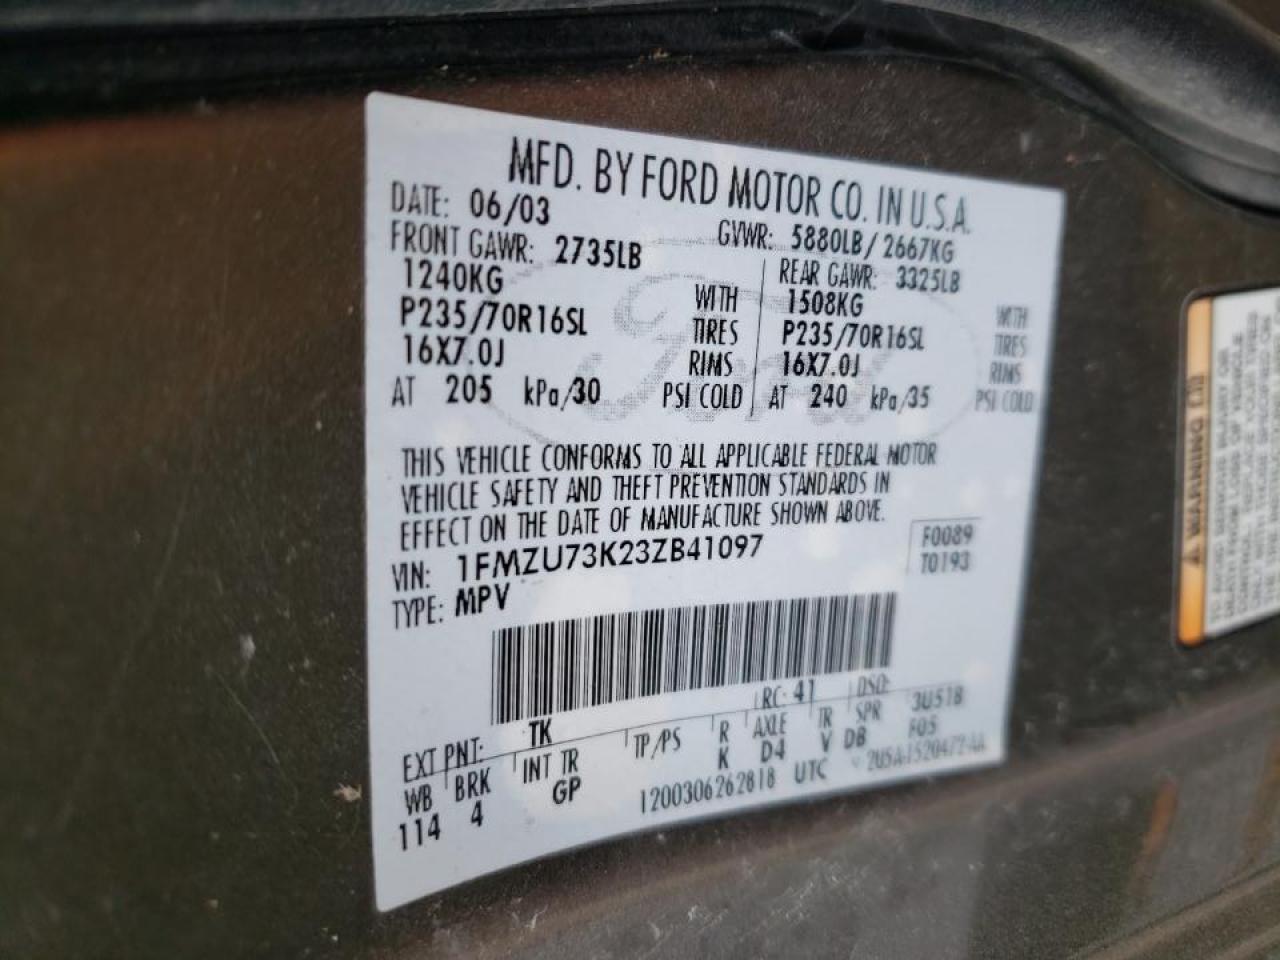 MFD. BY FORD MOTOR CO. IN U.S.A.
DATE: 06/03 GVWR: 5880LB/ 2667KG
FRONT GAWR: 2735LB REAR GAWR: 3325LB
1240KG WITH 1508KG WITH
P235/70R16SL TIRES P235/70R16SL TIRES
16X7.0J RIMS 16X7.0J RIMS
AT 205 kPa/30 PSI COLD AT 240 kPa/35 PSI COLD
Ford
THIS VEHICLE CONFORMS TO ALL APPLICABLE FEDERAL MOTOR
VEHICLE SAFETY AND THEFT PREVENTION STANDARDS IN
EFFECT ON THE DATE OF MANUFACTURE SHOWN ABOVE.
VIN: 1FMZU73K23ZB41097 F0089
TYPE: MPV T0193
EXT PNT: TK RC: 41 DSO:
WB BRK INT TR TP/PS R AXLE TR SPR 3U518
114 4 GP K D4 V DB F05
1200306262818 UTC 2U5A-1520472-AA
WARNING